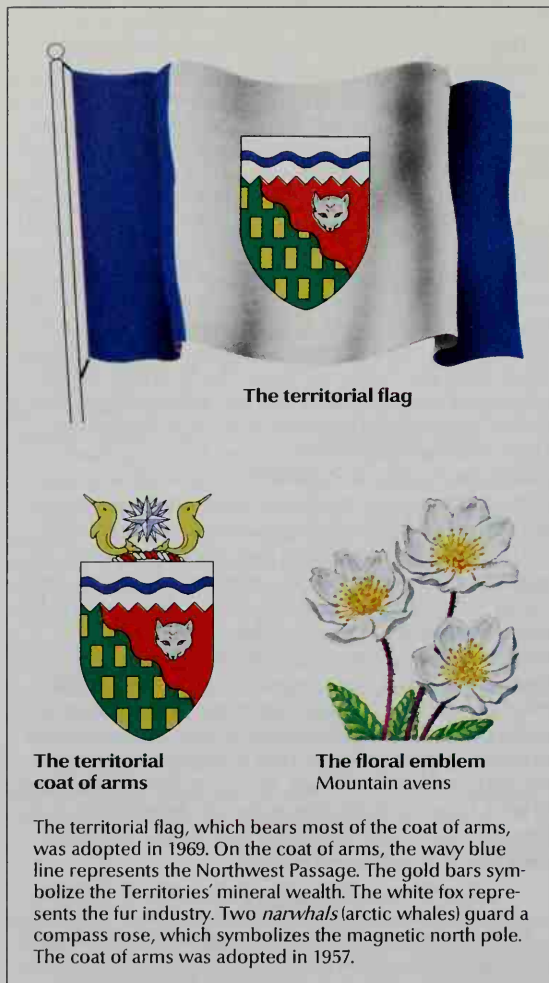 The territorial flag
The territorial
coat of arms
The floral emblem
Mountain avens
The territorial flag, which bears most of the coat of arms,
was adopted in 1969. On the coat of arms, the wavy blue
line represents the Northwest Passage. The gold bars sym-
bolize the Territories' mineral wealth. The white fox repre-
sents the fur industry. Two narwhals (arctic whales) guard a
compass rose, which symbolizes the magnetic north pole.
The coat of arms was adopted in 1957.